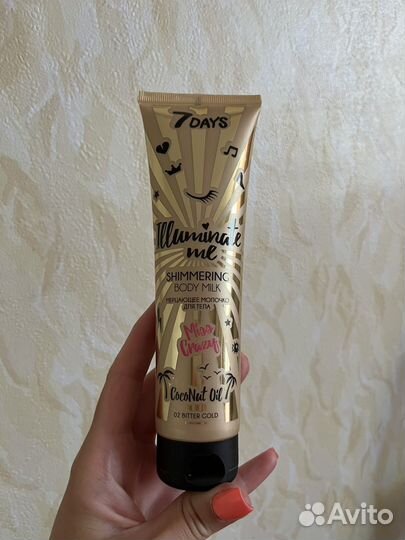 7DAYS
Illuminate
me
SHIMMERING
BODY MILK
МЕРЦАЮЩЕЕ МОЛОЧКО
ДЛЯ ТЕЛА
Miss
Crazy!
CocoNut Oil
02 BITTER GOLD
Avito